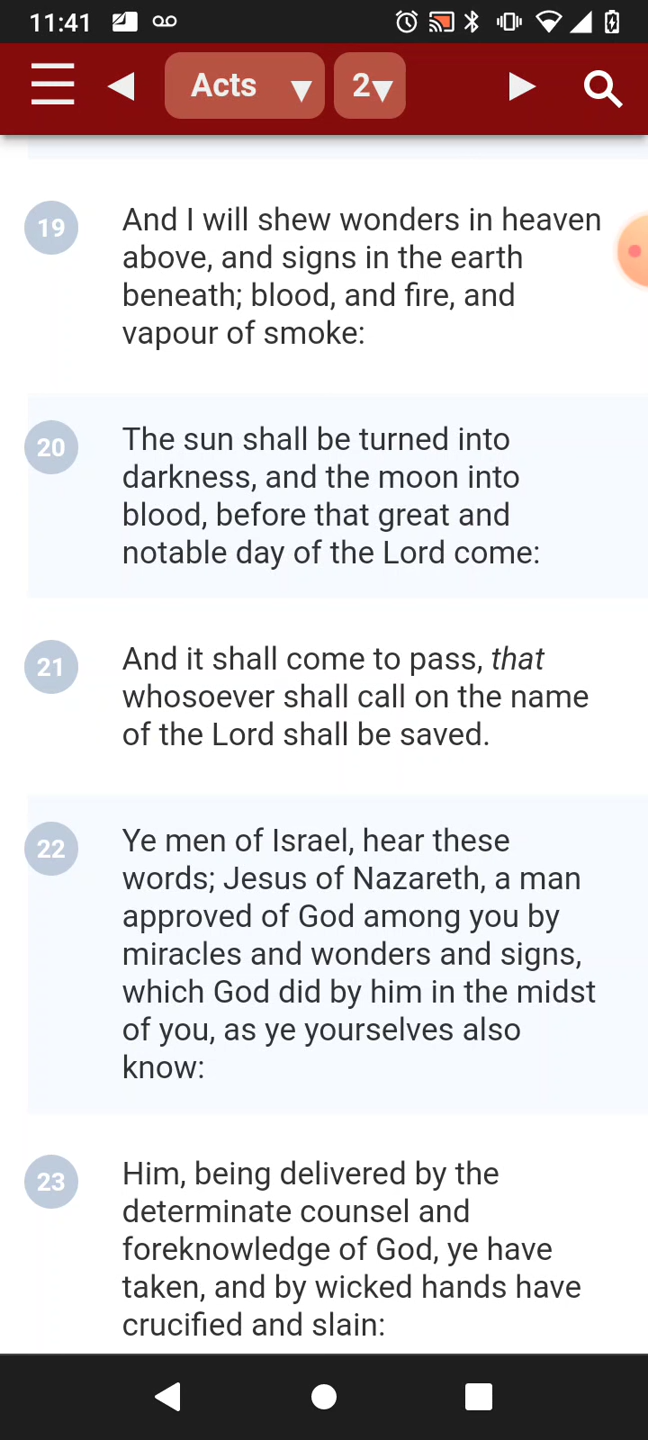 11:41
Acts 2
19 And I will shew wonders in heaven
above, and signs in the earth
beneath; blood, and fire, and
vapour of smoke:
20 The sun shall be turned into
darkness, and the moon into
blood, before that great and
notable day of the Lord come:
21 And it shall come to pass, that
whosoever shall call on the name
of the Lord shall be saved.
22 Ye men of Israel, hear these
words; Jesus of Nazareth, a man
approved of God among you by
miracles and wonders and signs,
which God did by him in the midst
of you, as ye yourselves also
know:
23 Him, being delivered by the
determinate counsel and
foreknowledge of God, ye have
taken, and by wicked hands have
crucified and slain: